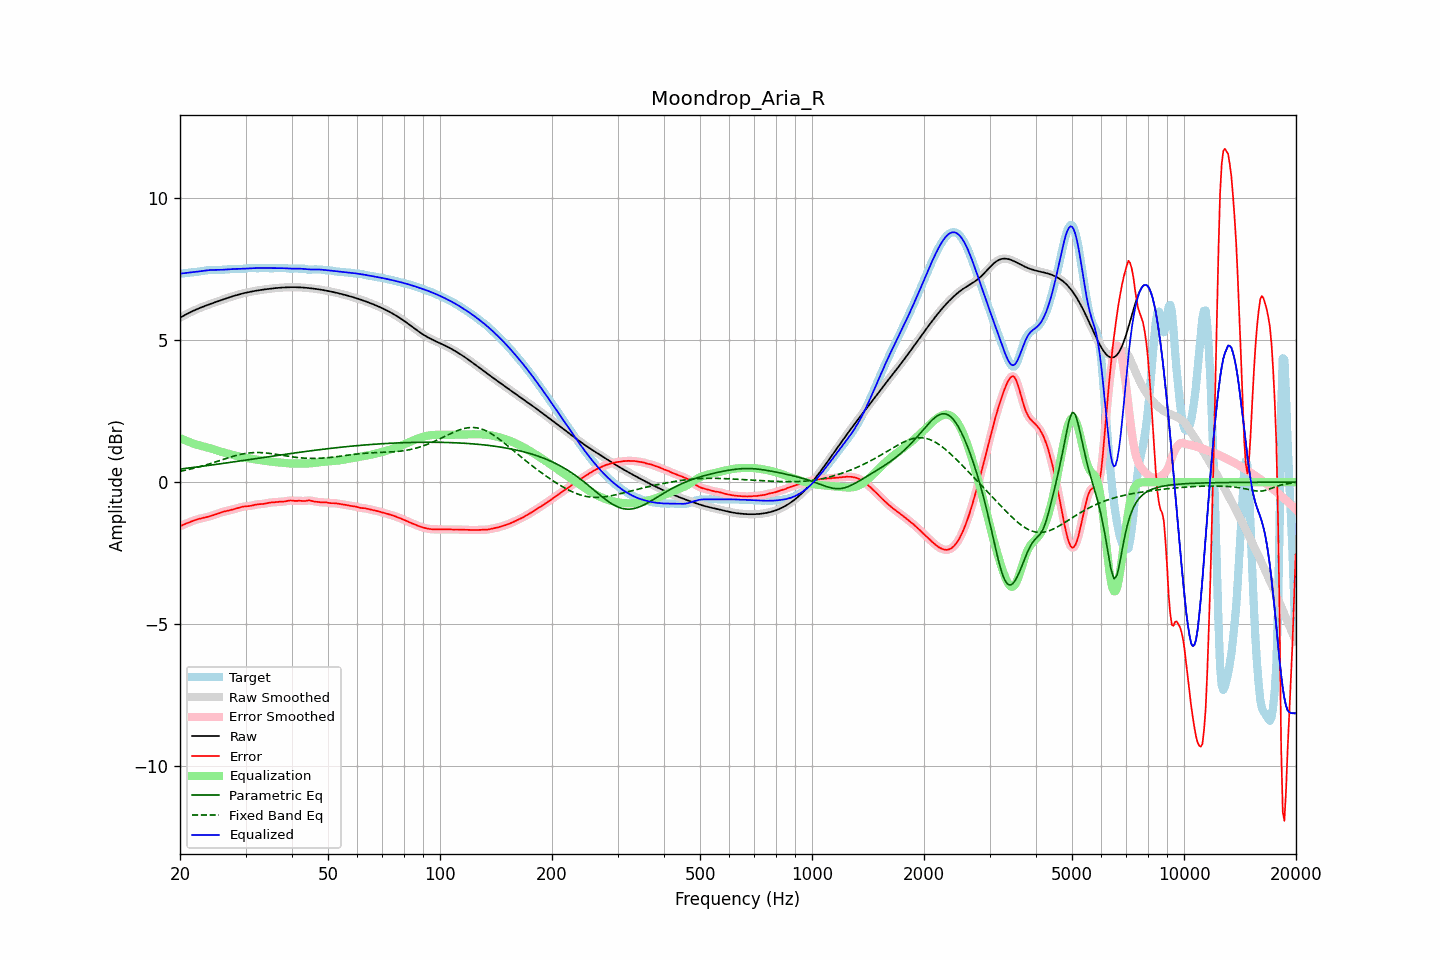 Moondrop_Aria_R
Amplitude (dBr)
10
5
0
−5
−10
Target
Raw Smoothed
Error Smoothed
Raw
Error
Equalization
Parametric Eq
Fixed Band Eq
Equalized
20 50 100 200 500 1000 2000 5000 10000 20000
Frequency (Hz)